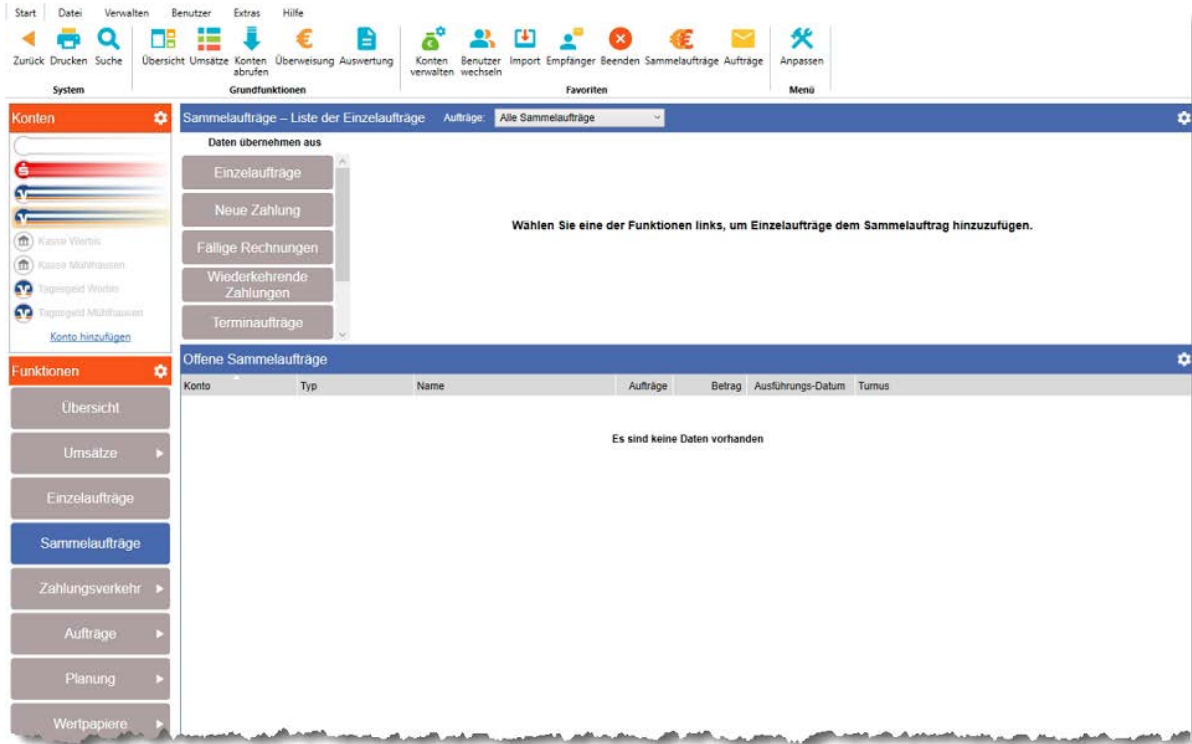 Start Datei Verwalten Benutzer Extras Hilfe
Zurück Drucken Suche Übersicht Umsätze Konten abrufen Überweisung Auswertung Konten verwalten Benutzer wechseln Import Empfänger Beenden Sammelaufträge Aufträge Anpassen
System Grundfunktionen Favoriten Menü
Konten
Kasse Worbis
Kasse Mühlhausen
Tagesgeld Worbis
Tagesgeld Mühlhausen
Konto hinzufügen
Funktionen
Übersicht
Umsätze
Einzelaufträge
Sammelaufträge
Zahlungsverkehr
Aufträge
Planung
Wertpapiere
Sammelaufträge – Liste der Einzelaufträge Aufträge: Alle Sammelaufträge
Daten übernehmen aus
Einzelaufträge
Neue Zahlung
Fällige Rechnungen
Wiederkehrende
Zahlungen
Terminaufträge
Wählen Sie eine der Funktionen links, um Einzelaufträge dem Sammelauftrag hinzuzufügen.
Offene Sammelaufträge
Konto Typ Name Aufträge Betrag Ausführungs-Datum Turnus
Es sind keine Daten vorhanden